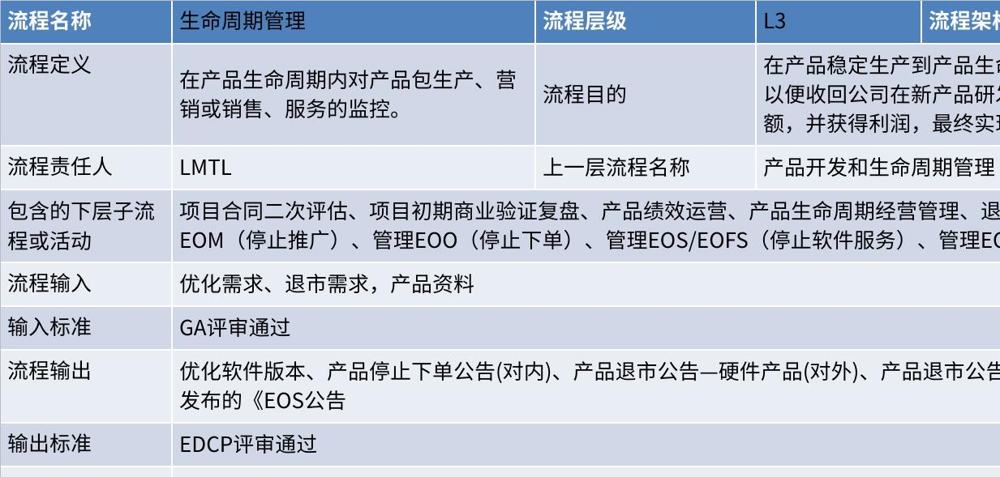 流程名称 生命周期管理 流程层级 L3 流程架
流程定义 在产品生命周期内对产品包生产、营销或销售、服务的监控。 流程目的 在产品稳定生产到产品生
以便收回公司在新产品研
额，并获得利润，最终实
流程责任人 LMTL 上一层流程名称 产品开发和生命周期管理
包含的下层子流程或活动 项目合同二次评估、项目初期商业验证复盘、产品绩效运营、产品生命周期经营管理、退
EOM（停止推广）、管理EOO（停止下单）、管理EOS/EOFS（停止软件服务）、管理EO
流程输入 优化需求、退市需求，产品资料
输入标准 GA评审通过
流程输出 优化软件版本、产品停止下单公告(对内)、产品退市公告—硬件产品(对外)、产品退市公告
发布的《EOS公告
输出标准 EDCP评审通过